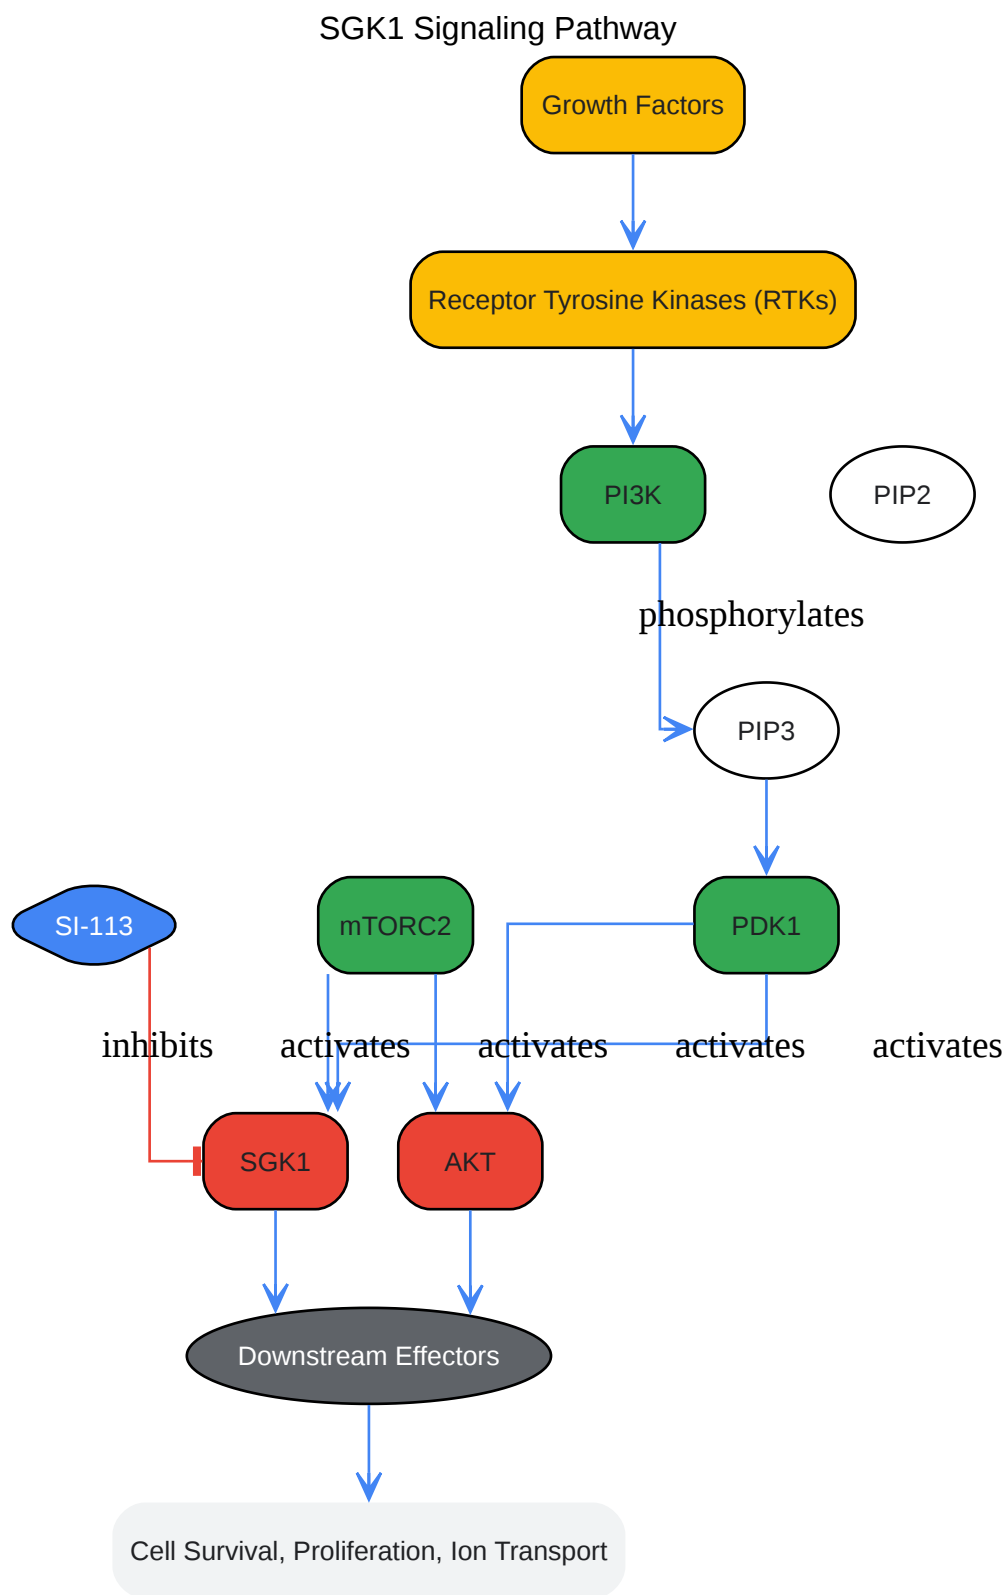 SGK1 Signaling Pathway
Growth Factors
Receptor Tyrosine Kinases (RTKs)
PI3K
PIP2
phosphorylates
PIP3
SI-113
mTORC2
PDK1
inhibits
activates
activates
activates
activates
SGK1
AKT
Downstream Effectors
Cell Survival, Proliferation, Ion Transport